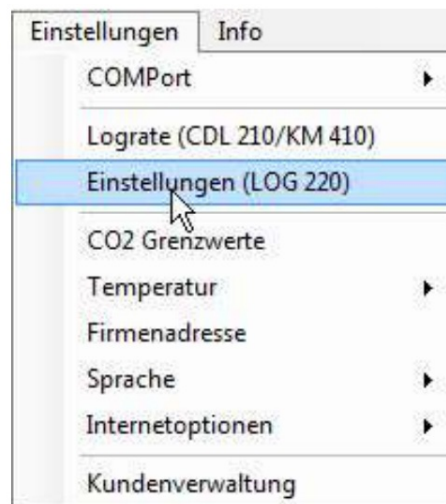 Einstellungen Info
COMPort
Lograte (CDL 210/KM 410)
Einstellungen (LOG 220)
CO2 Grenzwerte
Temperatur
Firmenadresse
Sprache
Internetoptionen
Kundenverwaltung